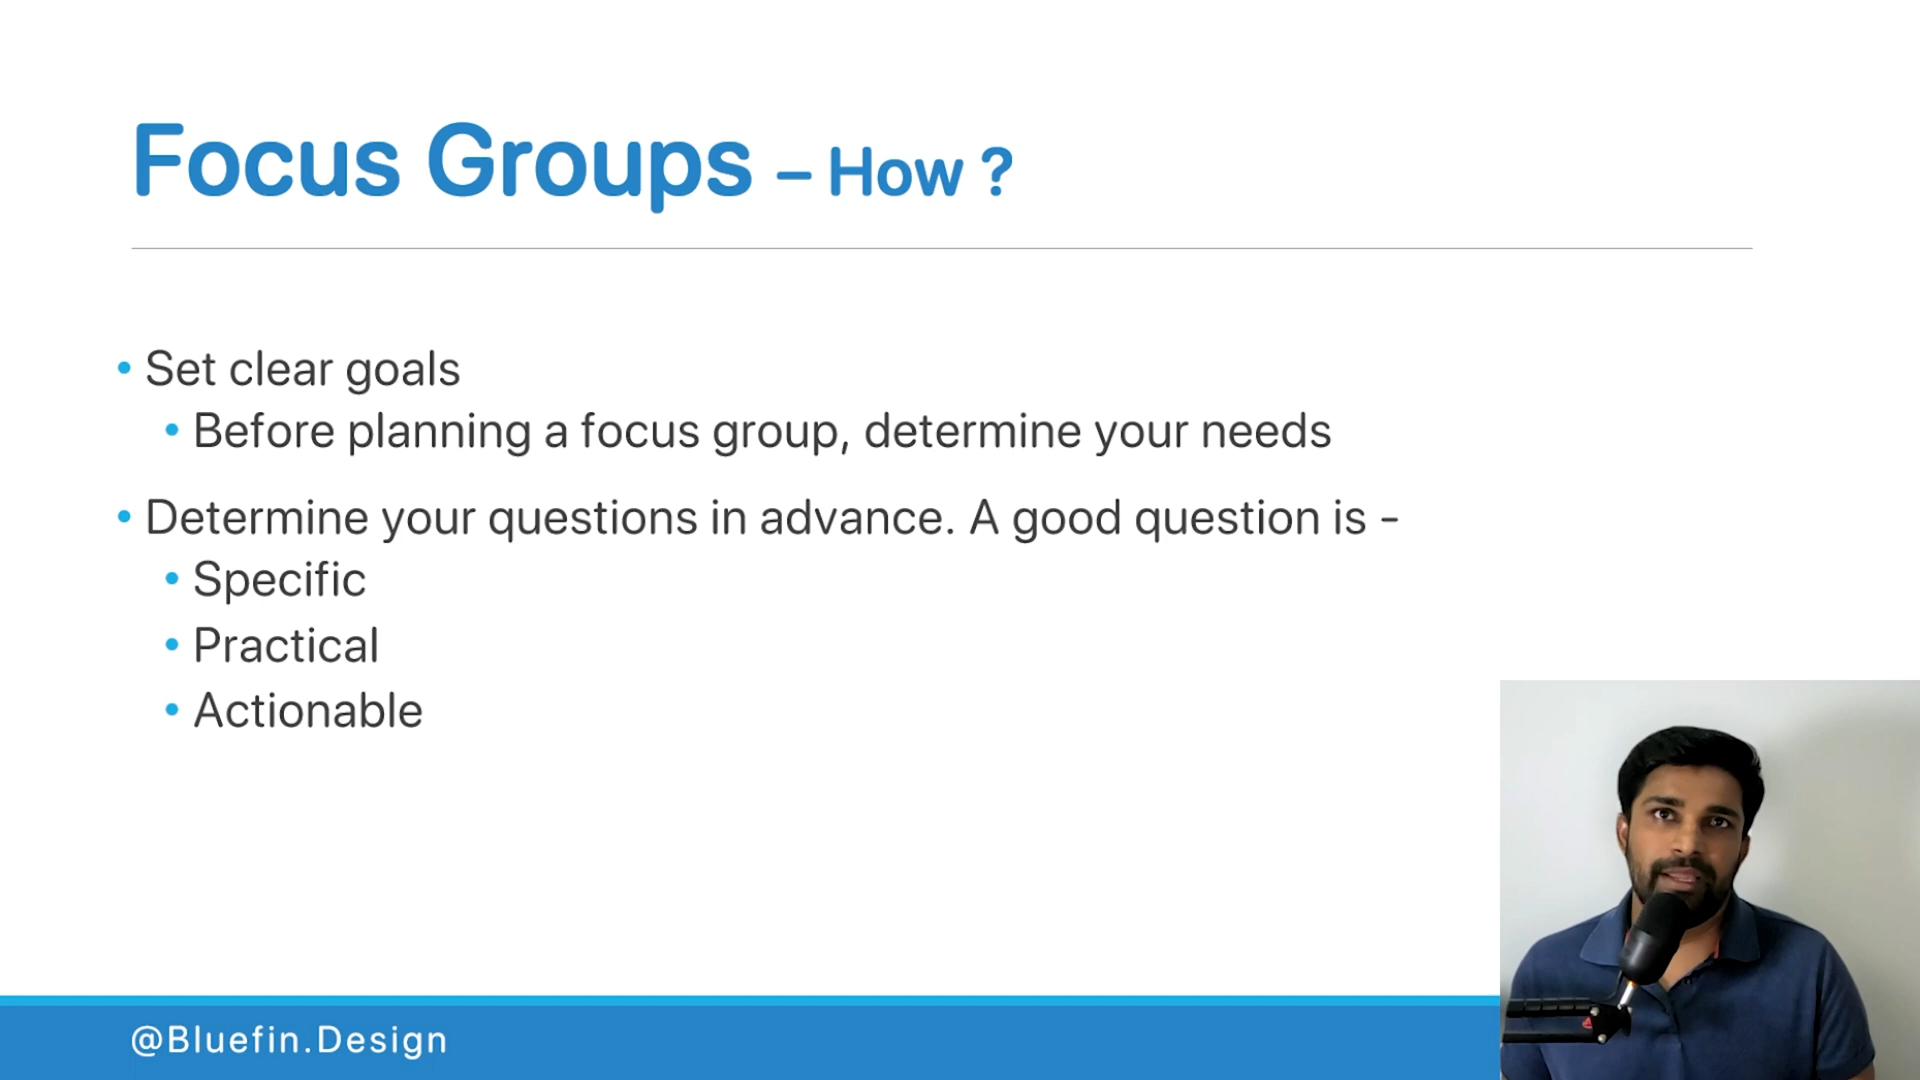 Focus Groups – How ?
• Set clear goals
• Before planning a focus group, determine your needs
• Determine your questions in advance. A good question is -
• Specific
• Practical
• Actionable
@Bluefin.Design